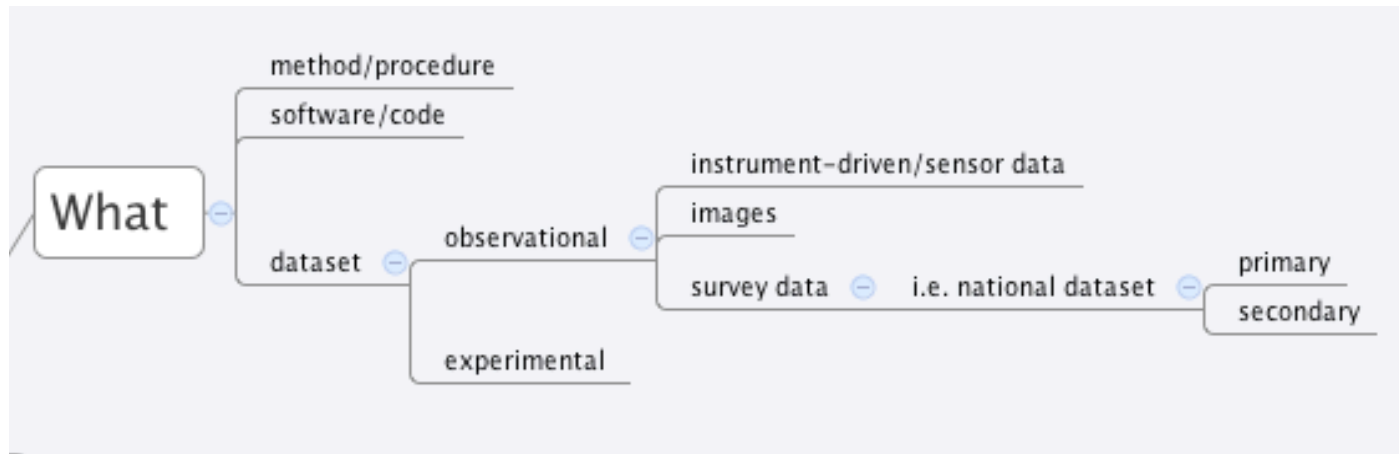 What
method/procedure
software/code
dataset
observational
instrument-driven/sensor data
images
survey data
i.e. national dataset
primary
secondary
experimental